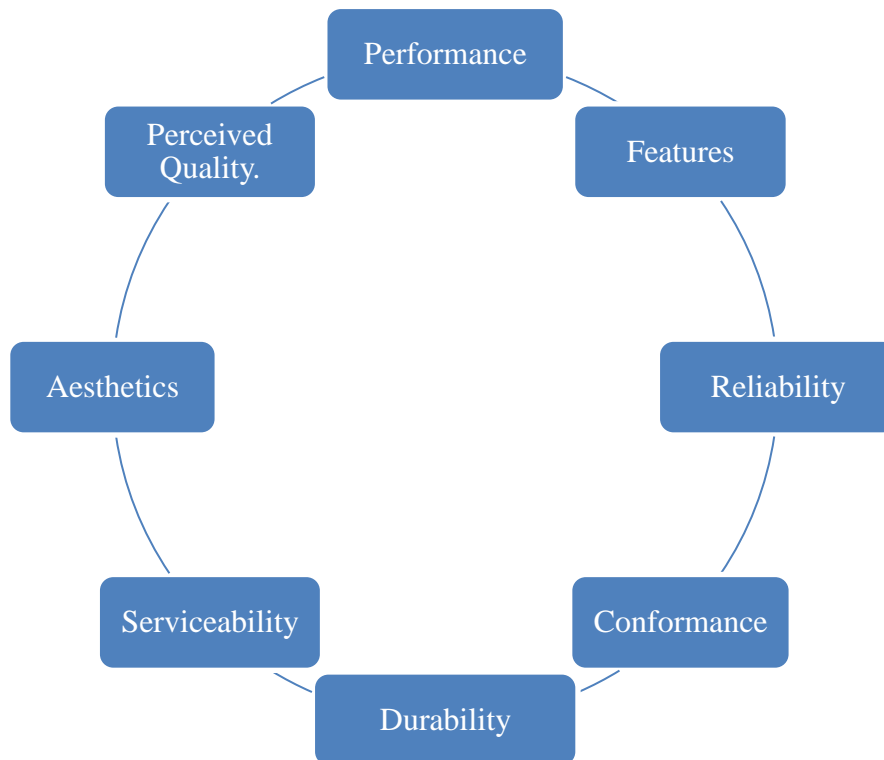 Performance
Features
Reliability
Conformance
Durability
Serviceability
Aesthetics
Perceived
Quality.